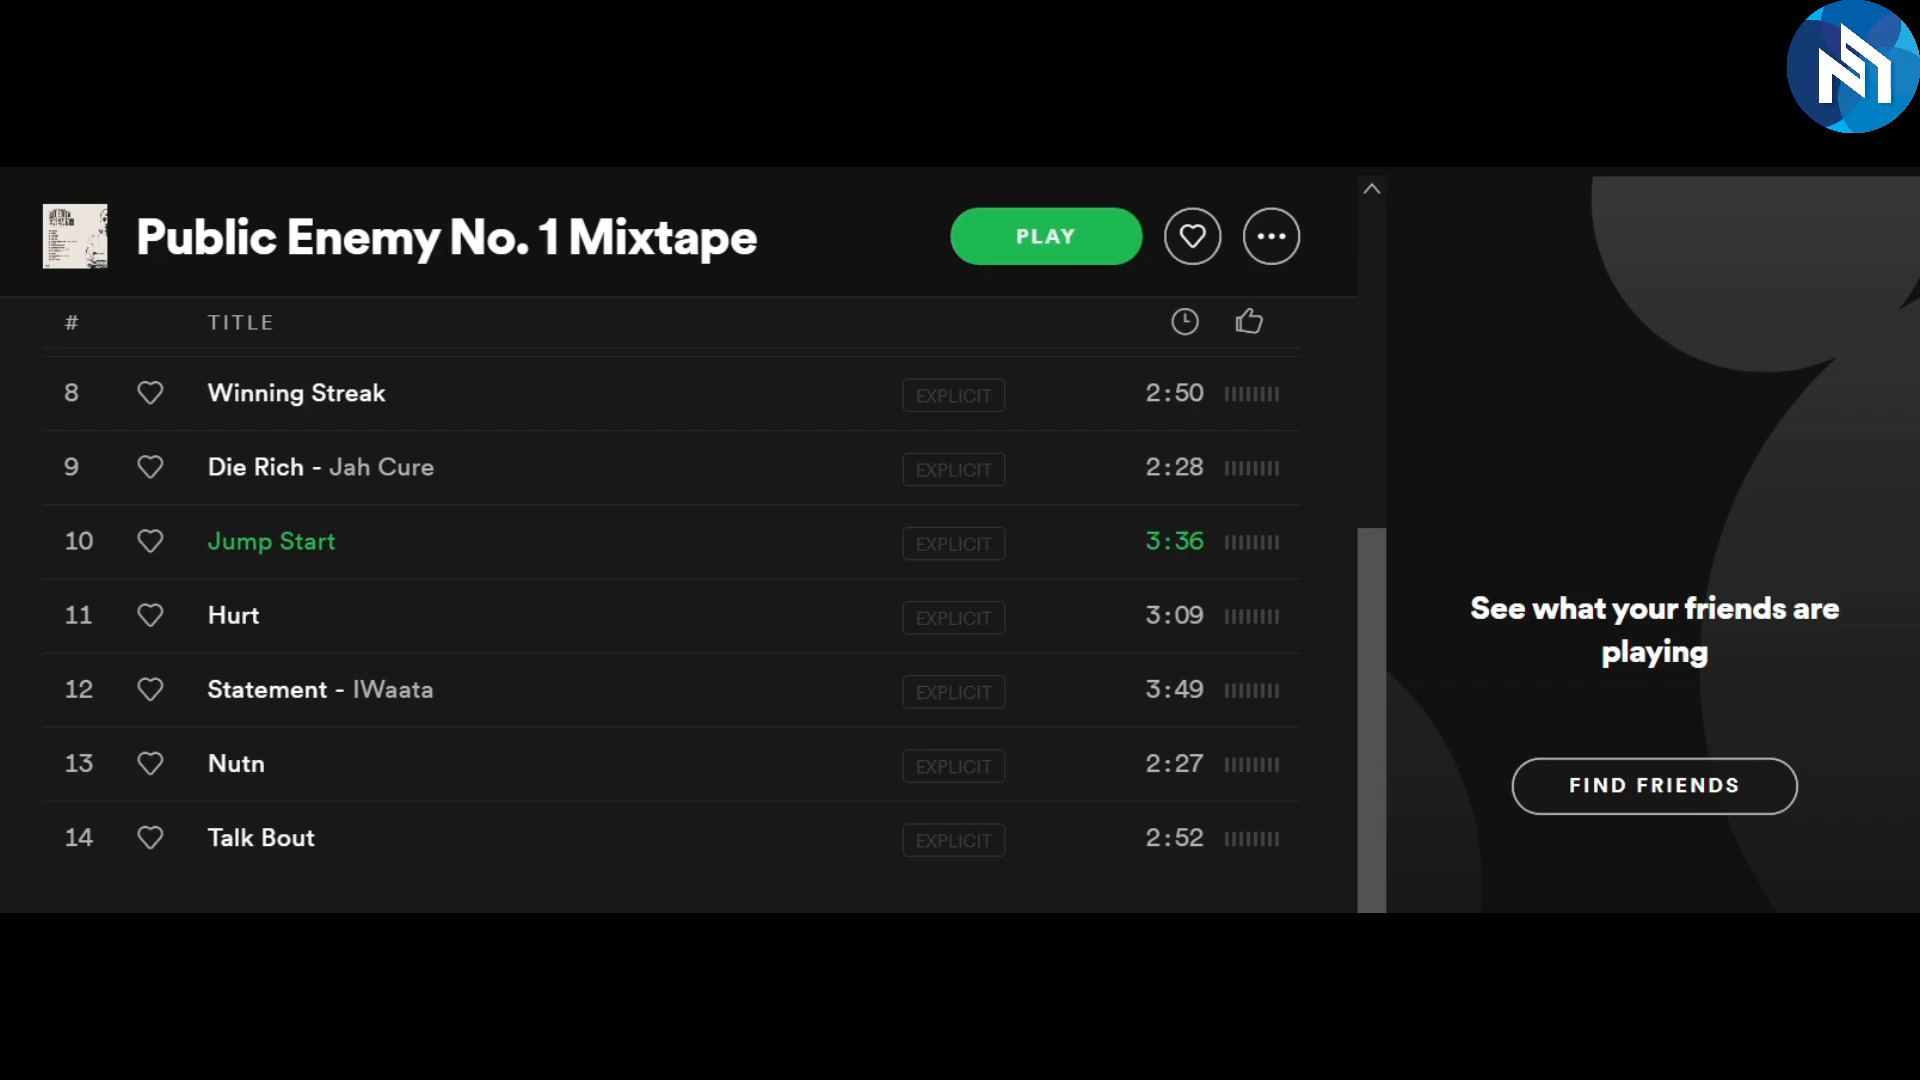 Public Enemy No. 1 Mixtape
PLAY
# TITLE
8 Winning Streak EXPLICIT 2:50
9 Die Rich - Jah Cure EXPLICIT 2:28
10 Jump Start EXPLICIT 3:36
11 Hurt EXPLICIT 3:09
12 Statement - IWaata EXPLICIT 3:49
13 Nutn EXPLICIT 2:27
14 Talk Bout EXPLICIT 2:52
See what your friends are
playing
FIND FRIENDS